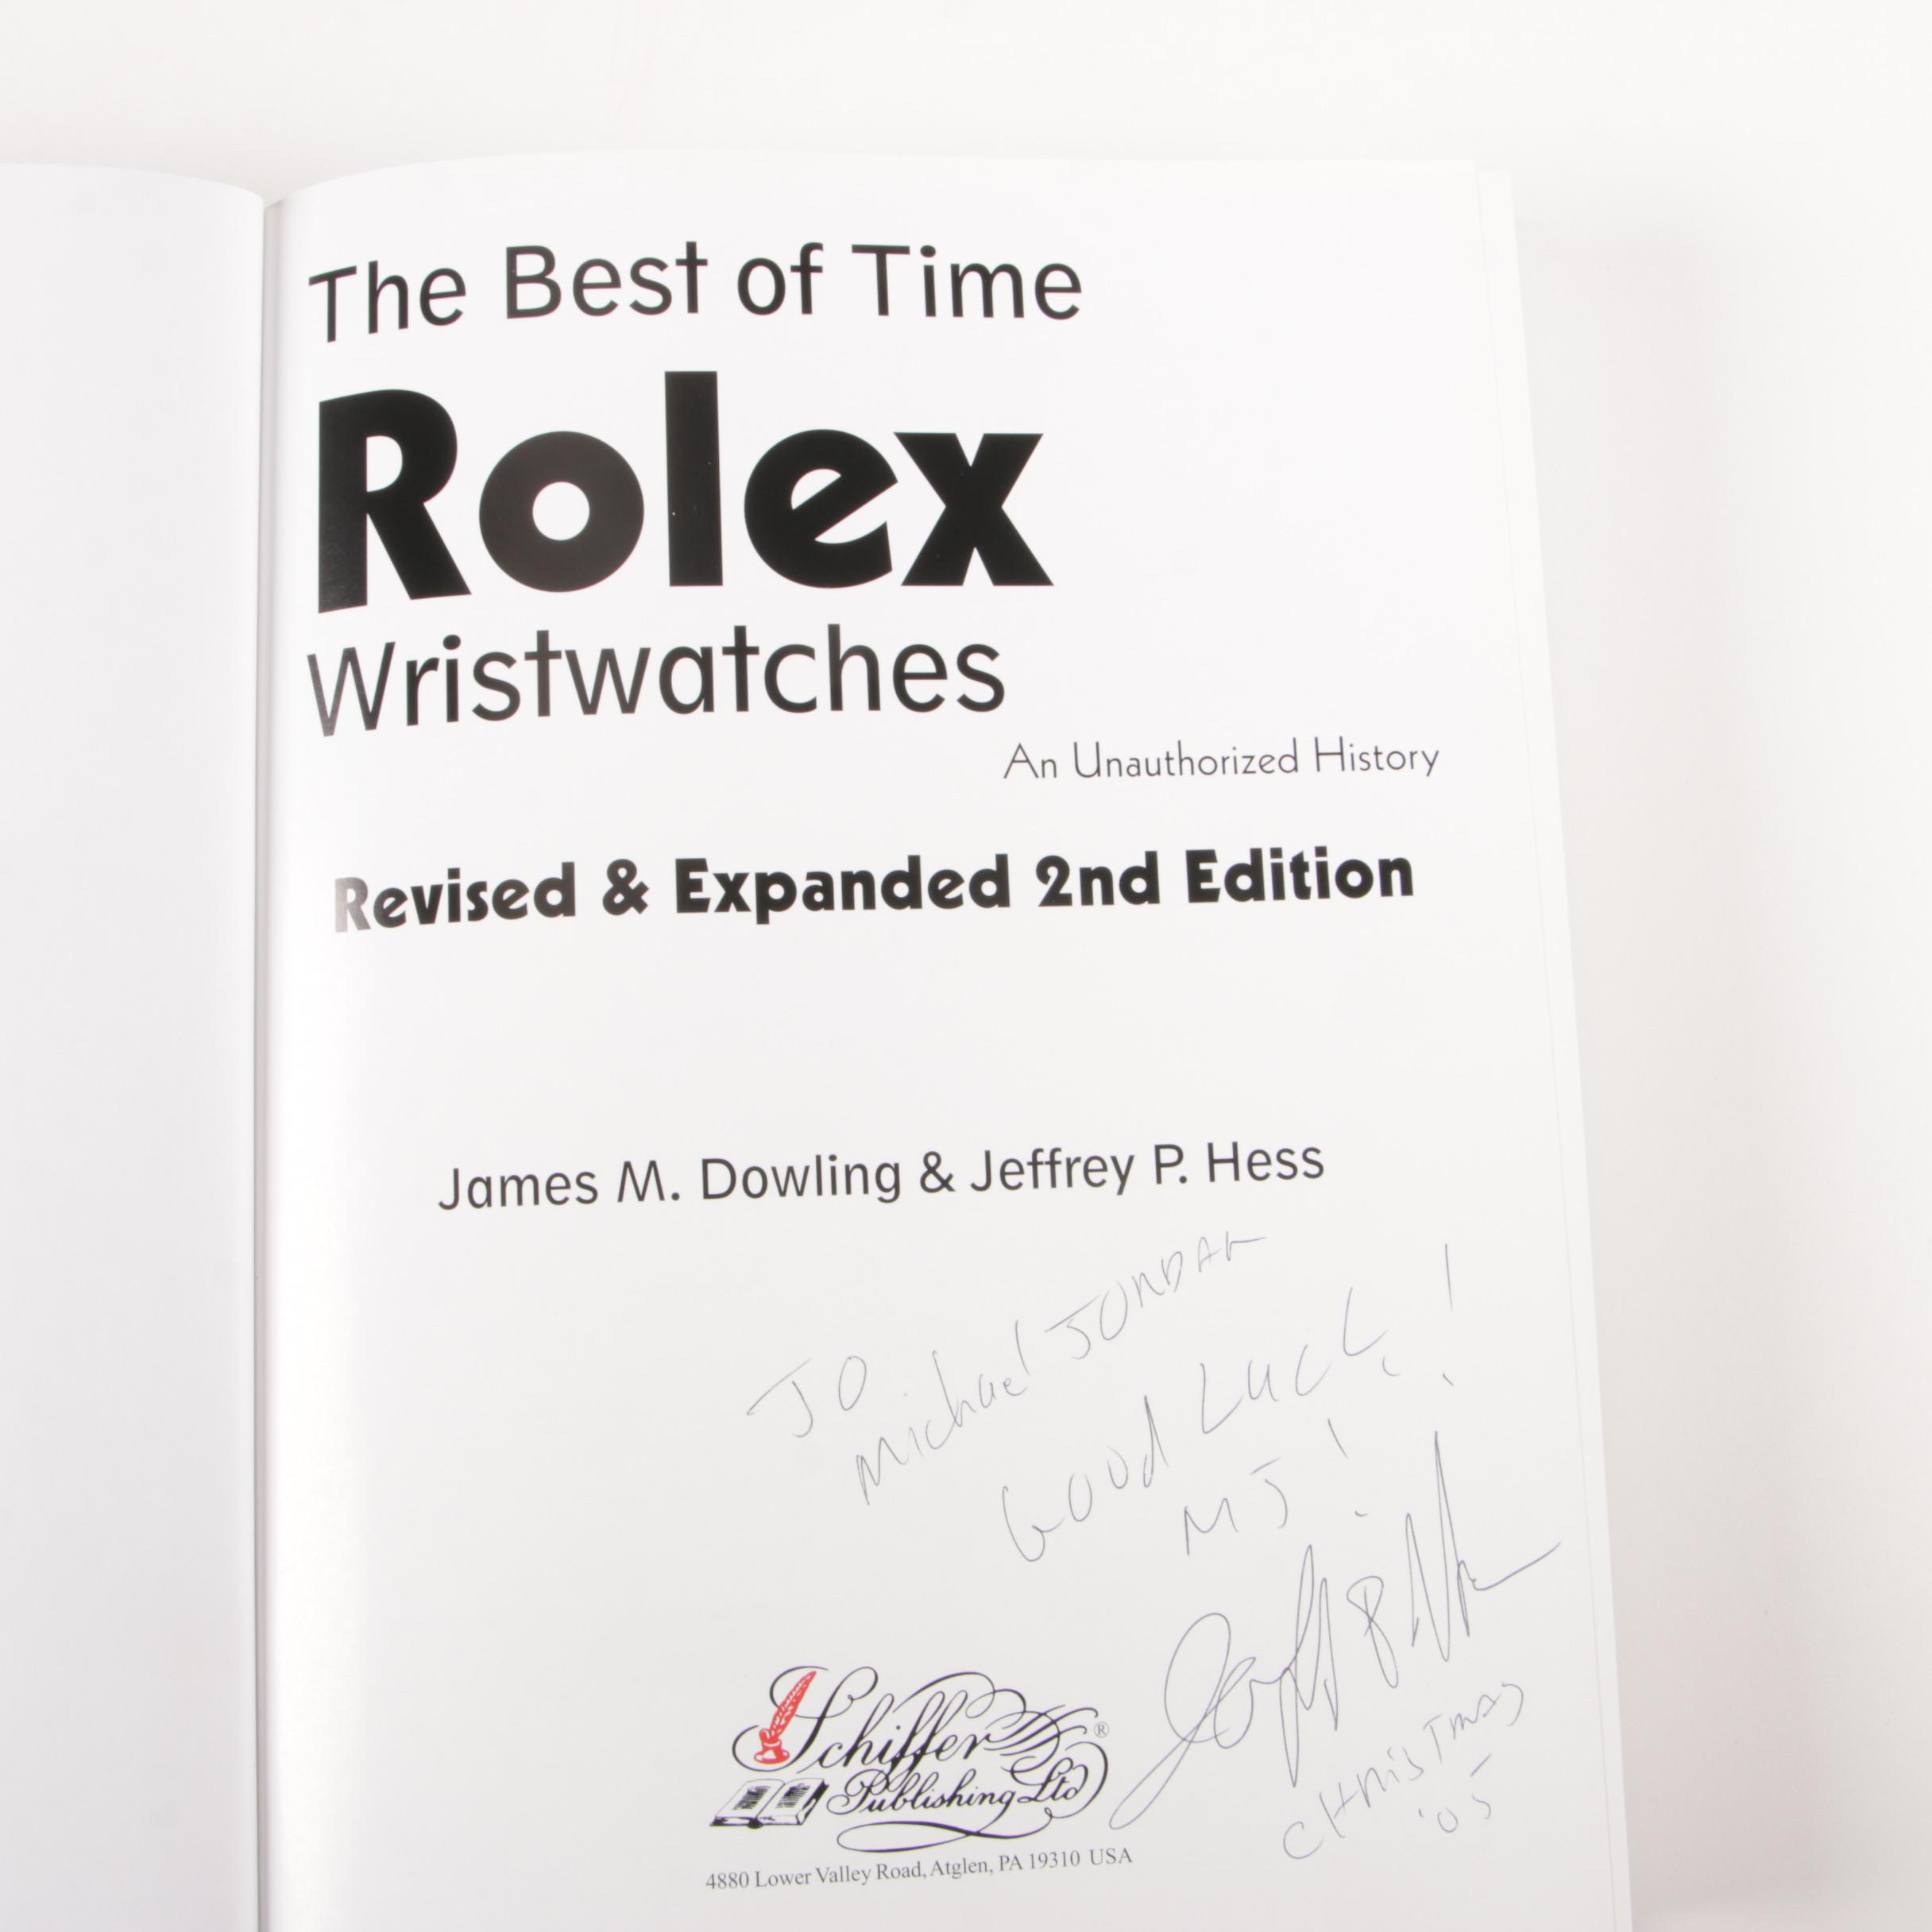 The Best of Time
Rolex
Wristwatches
An Unauthorized History
Revised & Expanded 2nd Edition
James M. Dowling & Jeffrey P. Hess
TO
Michael JORDAN
GOOD LUCK!
MJ!
CHRISTMAS
'05
Schiffer®
Publishing Ltd
4880 Lower Valley Road, Atglen, PA 19310 USA